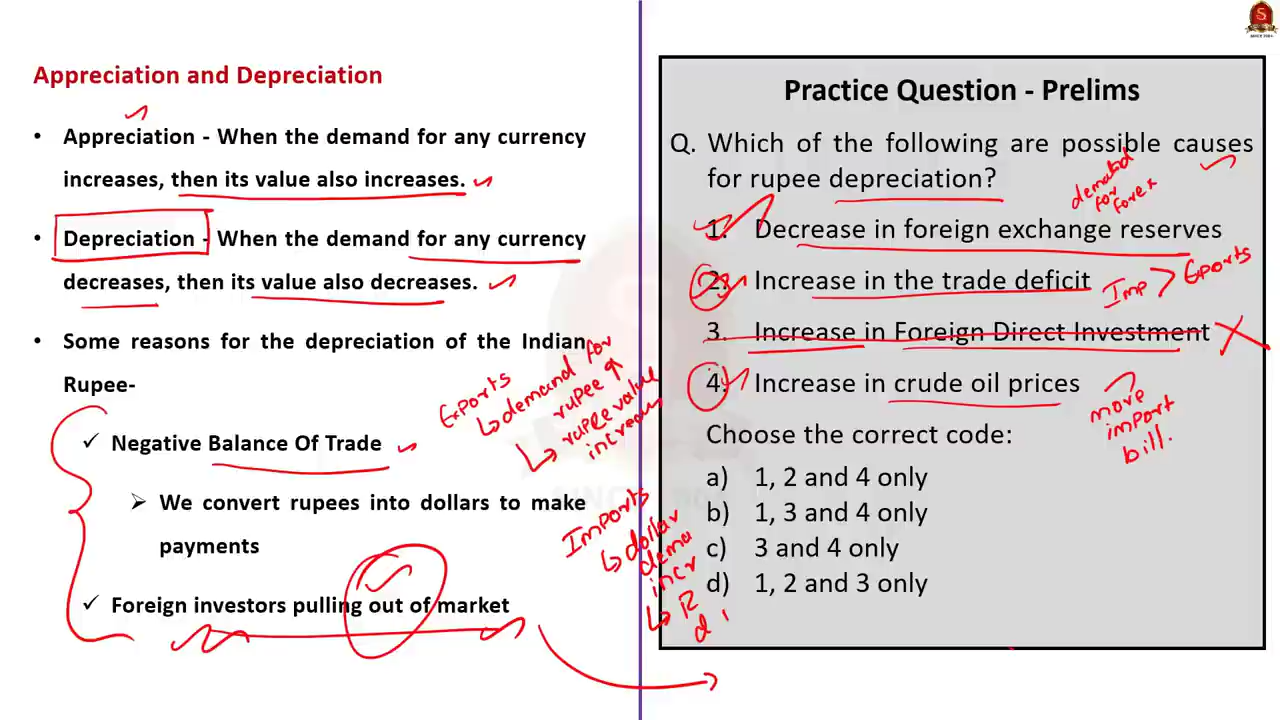 Appreciation and Depreciation
• Appreciation - When the demand for any currency
increases, then its value also increases.
• Depreciation - When the demand for any currency
decreases, then its value also decreases.
• Some reasons for the depreciation of the Indian
Rupee-
✓ Negative Balance Of Trade
➢ We convert rupees into dollars to make
payments
✓ Foreign investors pulling out of market
Exports
↳ demand for
rupee ↑
↳ rupee value
increases
Imports
↳ dollar
dema
incr
↳ R
d
Practice Question - Prelims
Q. Which of the following are possible causes
for rupee depreciation?
demand
for
forex
1. Decrease in foreign exchange reserves
2. Increase in the trade deficit
Imp > Exports
3. Increase in Foreign Direct Investment
4. Increase in crude oil prices
more
import
bill.
Choose the correct code:
a) 1, 2 and 4 only
b) 1, 3 and 4 only
c) 3 and 4 only
d) 1, 2 and 3 only
S
SINCE 2004